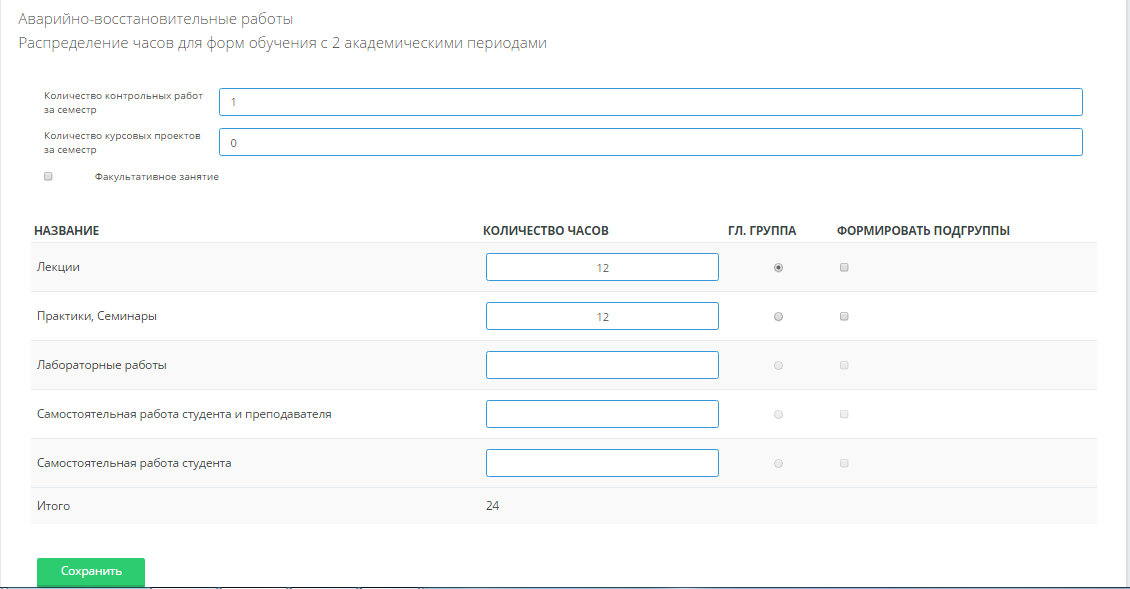 Аварийно-восстановительные работы
Распределение часов для форм обучения с 2 академическими периодами
Количество контрольных работ
за семестр
1
Количество курсовых проектов
за семестр
0
Факультативное занятие
НАЗВАНИЕ КОЛИЧЕСТВО ЧАСОВ ГЛ. ГРУППА ФОРМИРОВАТЬ ПОДГРУППЫ
Лекции 12
Практики, Семинары 12
Лабораторные работы
Самостоятельная работа студента и преподавателя
Самостоятельная работа студента
Итого 24
Сохранить